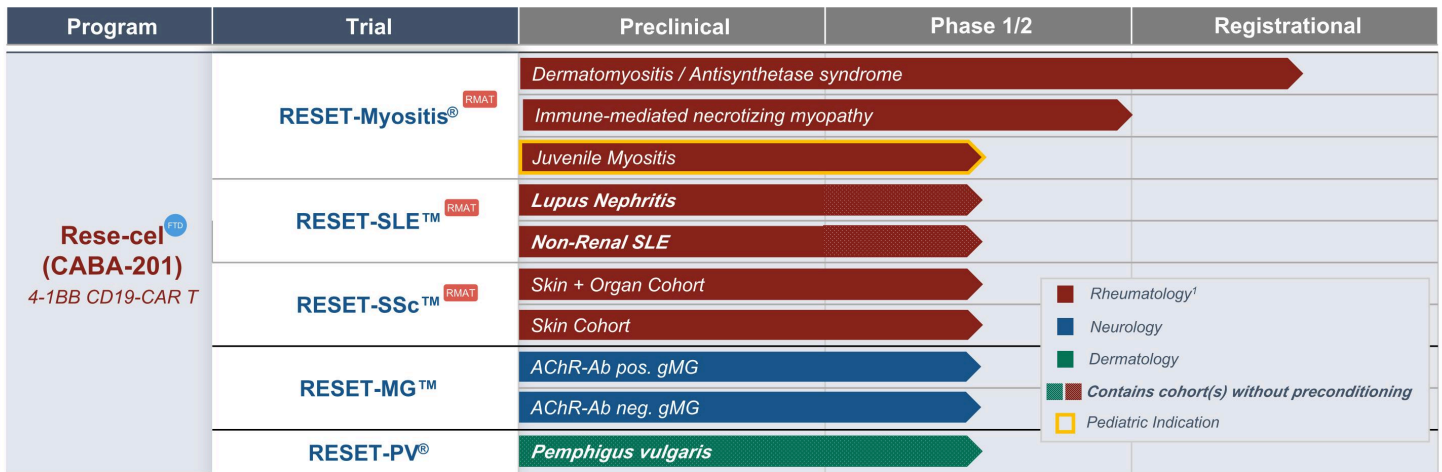 Program Trial Preclinical Phase 1/2 Registrational
Rese-cel FTD
(CABA-201)
4-1BB CD19-CAR T
RESET-Myositis® RMAT
Dermatomyositis / Antisynthetase syndrome
Immune-mediated necrotizing myopathy
Juvenile Myositis
RESET-SLE™ RMAT
Lupus Nephritis
Non-Renal SLE
RESET-SSc™ RMAT
Skin + Organ Cohort
Skin Cohort
RESET-MG™
AChR-Ab pos. gMG
AChR-Ab neg. gMG
RESET-PV®
Pemphigus vulgaris
Rheumatology¹
Neurology
Dermatology
Contains cohort(s) without preconditioning
Pediatric Indication